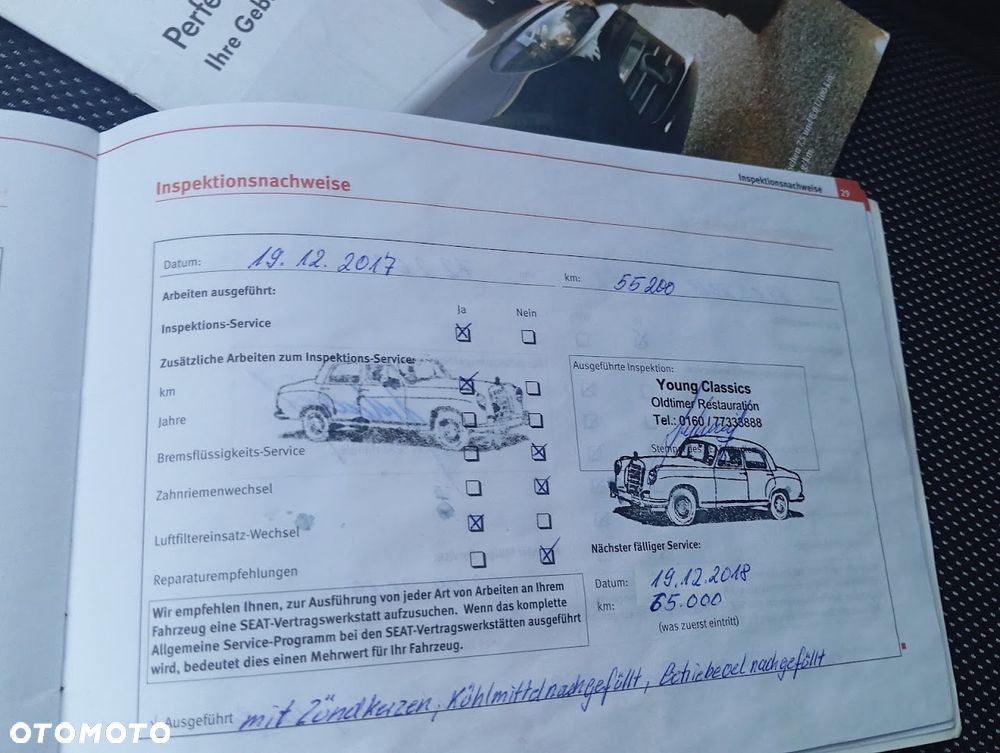 Perfe
Ihre Gebr
Inspektionsnachweise 29
Inspektionsnachweise
Datum: 19.12.2017 km: 55200
Arbeiten ausgeführt:
Ja Nein
Inspektions-Service
Zusätzliche Arbeiten zum Inspektions-Service:
km
Jahre
Bremsflüssigkeits-Service
Zahnriemenwechsel
Luftfiltereinsatz-Wechsel
Reparaturempfehlungen
Ausgeführte Inspektion:
Young Classics
Oldtimer Restauration
Tel.: 0160 / 77333888
Nächster fälliger Service:
Datum: 19.12.2018
km: 65.000
(was zuerst eintritt)
Wir empfehlen Ihnen, zur Ausführung von jeder Art von Arbeiten an Ihrem
Fahrzeug eine SEAT-Vertragswerkstatt aufzusuchen. Wenn das komplette
Allgemeine Service-Programm bei den SEAT-Vertragswerkstätten ausgeführt
wird, bedeutet dies einen Mehrwert für Ihr Fahrzeug.
Ausgeführt mit Zündkerzen, Kühlmittel nachgefüllt, nachgefüllt
OTOMOTO